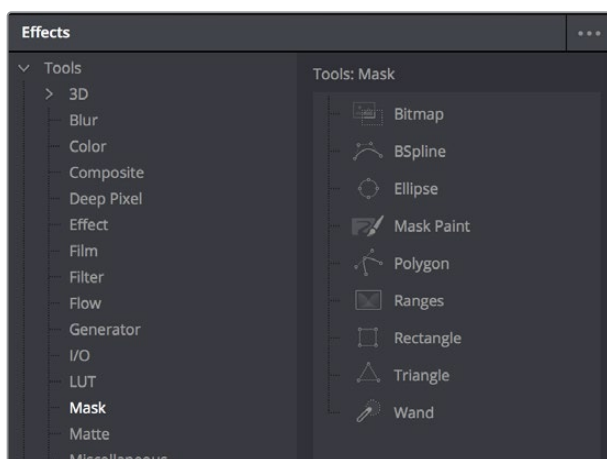 Effects
Tools
3D
Blur
Color
Composite
Deep Pixel
Effect
Film
Filter
Flow
Generator
I/O
LUT
Mask
Matte
Miscellaneous
Tools: Mask
Bitmap
BSpline
Ellipse
Mask Paint
Polygon
Ranges
Rectangle
Triangle
Wand